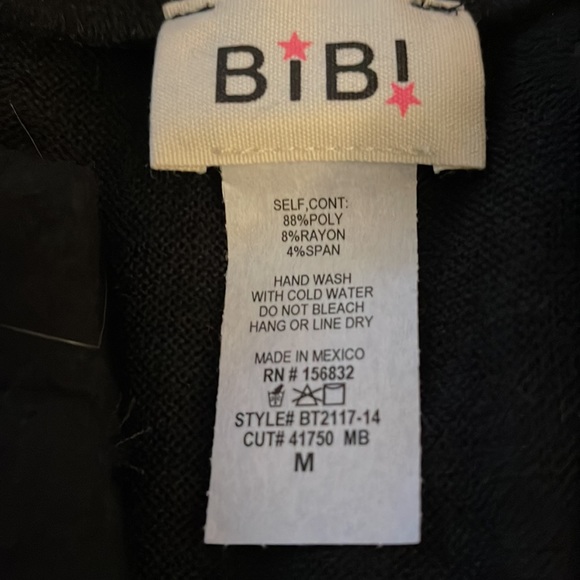 BiBi
SELF,CONT:
88%POLY
8%RAYON
4%SPAN
HAND WASH
WITH COLD WATER
DO NOT BLEACH
HANG OR LINE DRY
MADE IN MEXICO
RN # 156832
STYLE# BT2117-14
CUT# 41750 MB
M